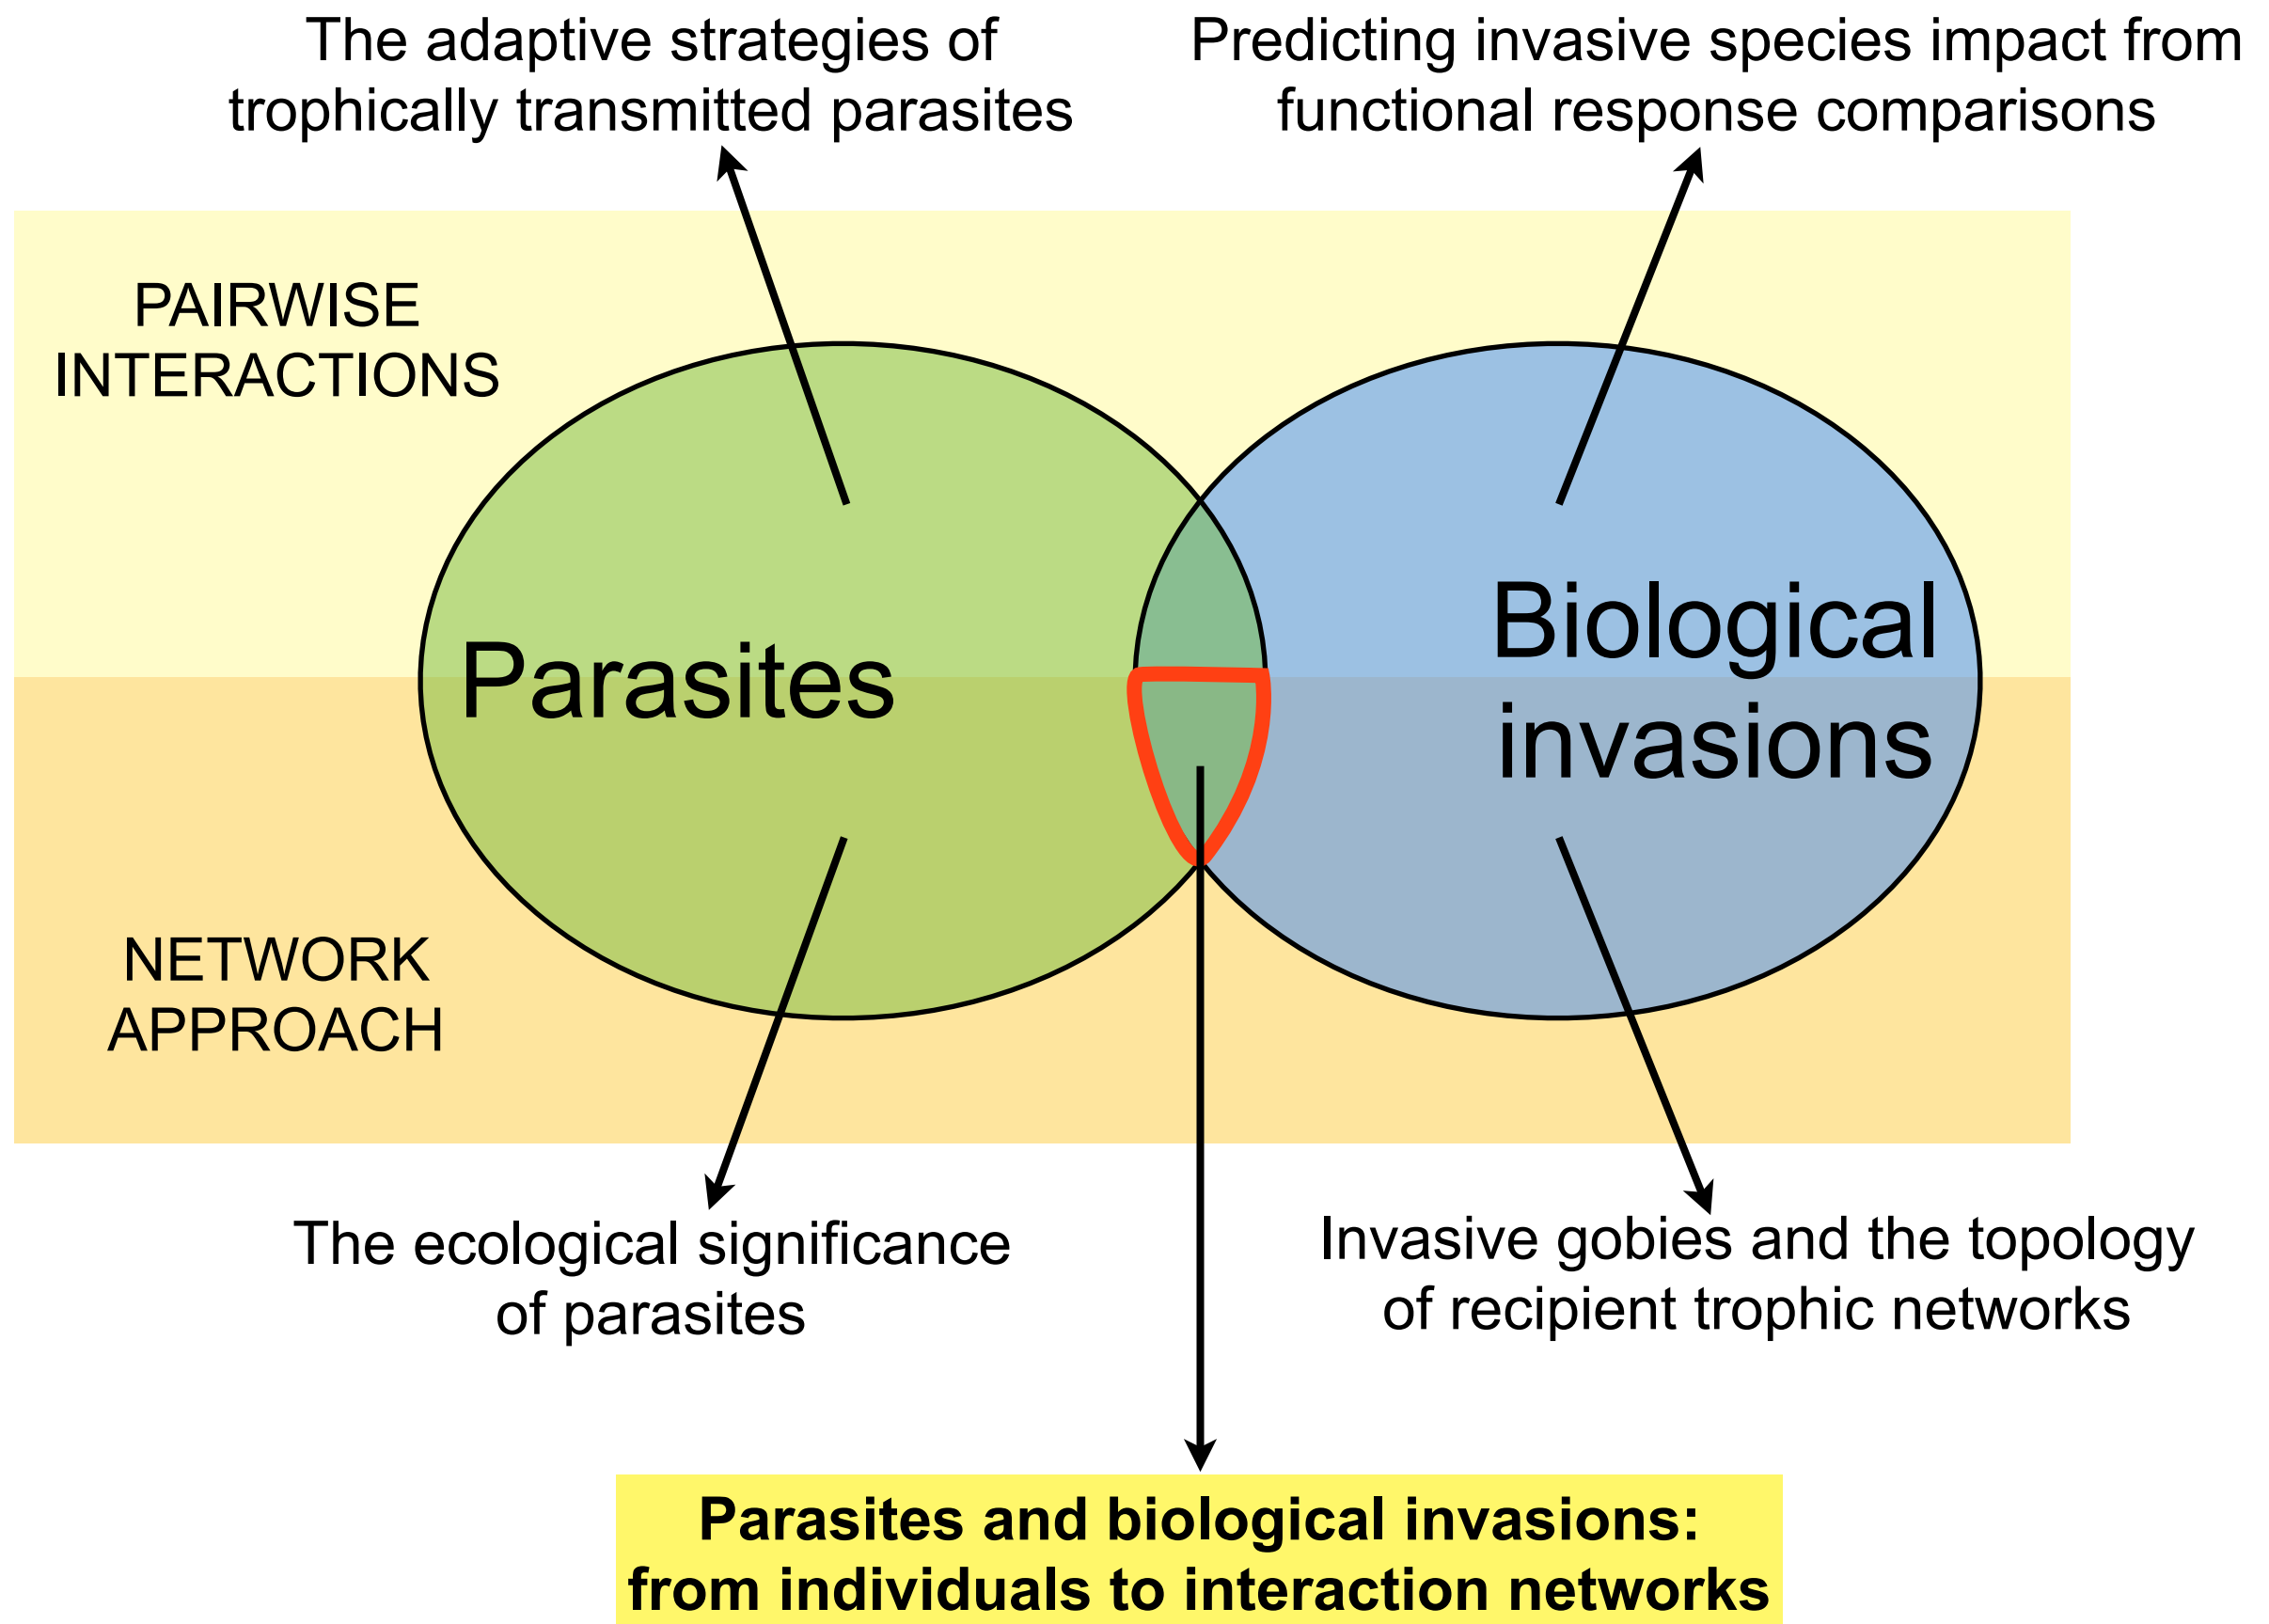 The adaptive strategies of
trophically transmitted parasites
Predicting invasive species impact from
functional response comparisons
PAIRWISE
INTERACTIONS
Parasites
Biological
invasions
NETWORK
APPROACH
The ecological significance
of parasites
Invasive gobies and the topology
of recipient trophic networks
Parasites and biological invasions:
from individuals to interaction networks